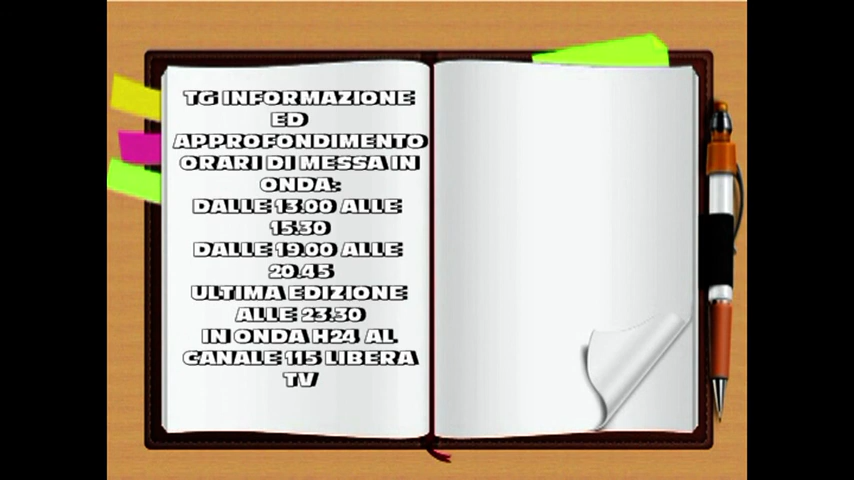 TG INFORMAZIONE
ED
APPROFONDIMENTO
ORARI DI MESSA IN
ONDA:
DALLE 13.00 ALLE
15.30
DALLE 19.00 ALLE
20.45
ULTIMA EDIZIONE
ALLE 23.30
IN ONDA H24 AL
CANALE 115 LIBERA
TV